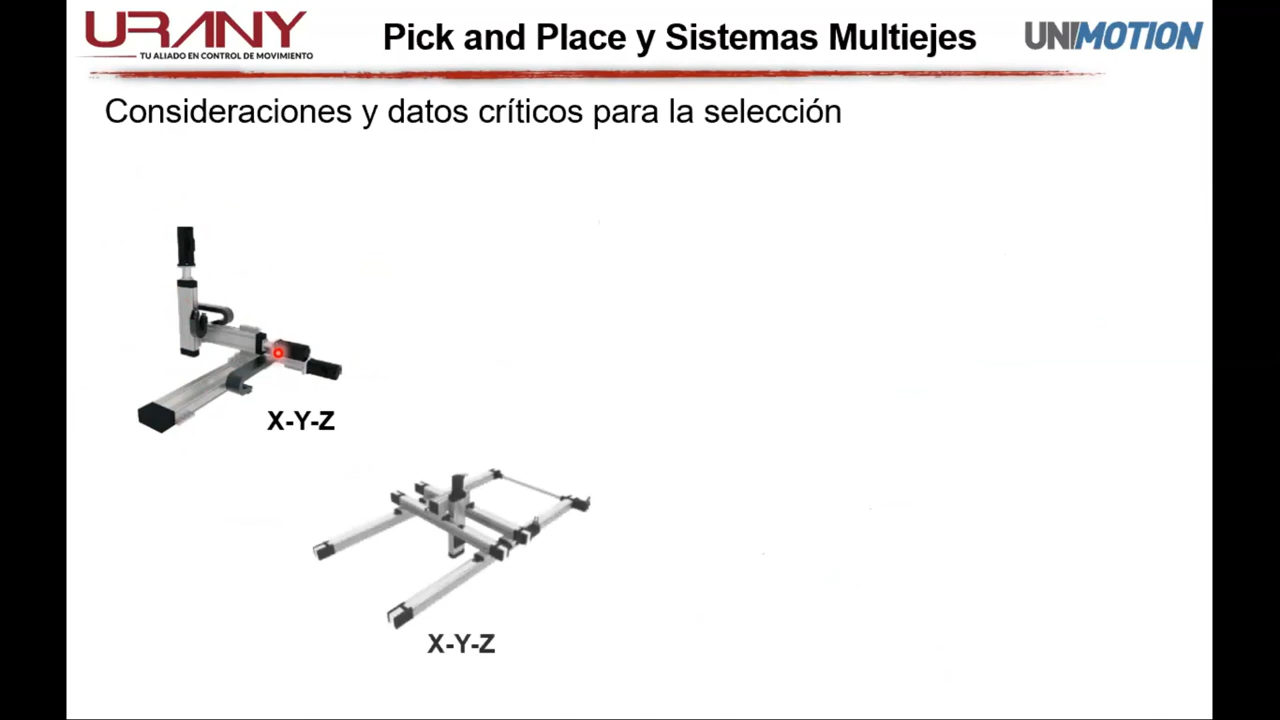 URANY
TU ALIADO EN CONTROL DE MOVIMIENTO
Pick and Place y Sistemas Multiejes
UNIMOTION
Consideraciones y datos críticos para la selección
X-Y-Z
X-Y-Z